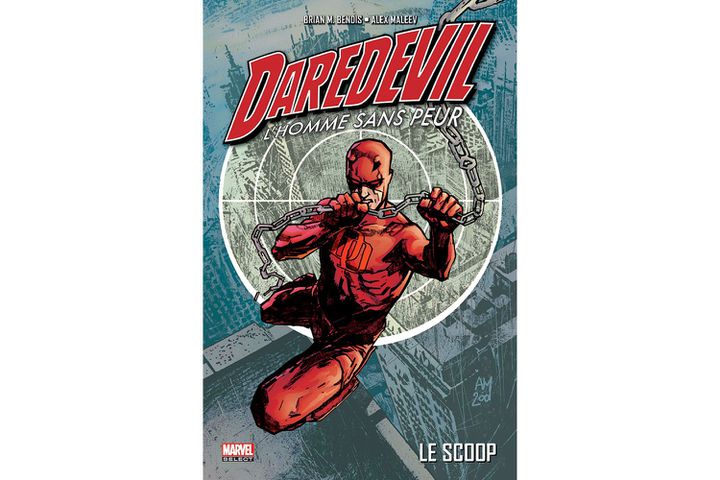 BRIAN M. BENDIS • ALEX MALEEV
DAREDEVIL
L'HOMME SANS PEUR
AM
2001
MARVEL
SELECT
LE SCOOP